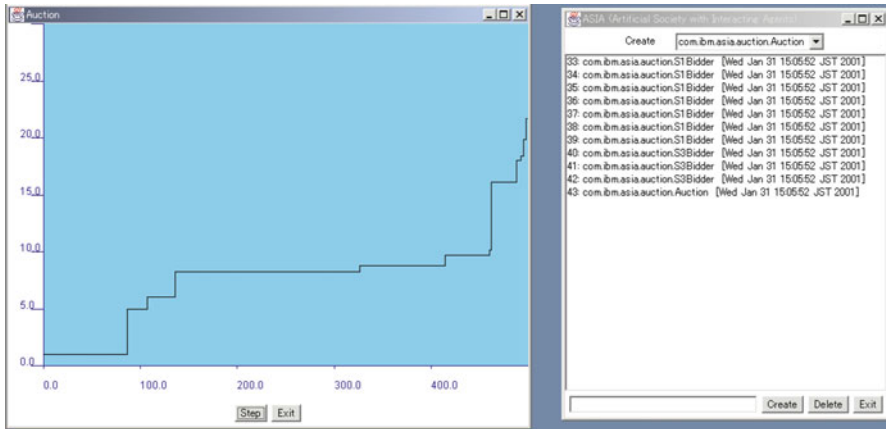 Auction
25.0
20.0
15.0
10.0
5.0
0.0
0.0 100.0 200.0 300.0 400.0
Step Exit
ASIA (Artificial Society with Interacting Agents)
Create com.ibm.asia.auction.Auction
33: com.ibm.asia.auction.S1Bidder [Wed Jan 31 15:05:52 JST 2001]
34: com.ibm.asia.auction.S1Bidder [Wed Jan 31 15:05:52 JST 2001]
35: com.ibm.asia.auction.S1Bidder [Wed Jan 31 15:05:52 JST 2001]
36: com.ibm.asia.auction.S1Bidder [Wed Jan 31 15:05:52 JST 2001]
37: com.ibm.asia.auction.S1Bidder [Wed Jan 31 15:05:52 JST 2001]
38: com.ibm.asia.auction.S1Bidder [Wed Jan 31 15:05:52 JST 2001]
39: com.ibm.asia.auction.S1Bidder [Wed Jan 31 15:05:52 JST 2001]
40: com.ibm.asia.auction.S3Bidder [Wed Jan 31 15:05:52 JST 2001]
41: com.ibm.asia.auction.S3Bidder [Wed Jan 31 15:05:52 JST 2001]
42: com.ibm.asia.auction.S3Bidder [Wed Jan 31 15:05:52 JST 2001]
43: com.ibm.asia.auction.Auction [Wed Jan 31 15:05:52 JST 2001]
Create Delete Exit